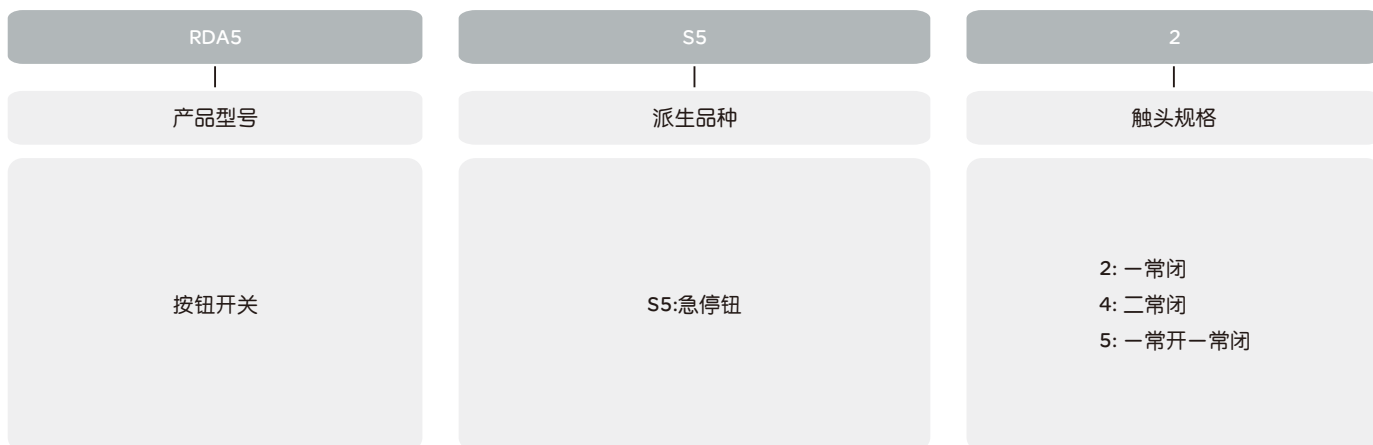 RDA5
S5
2
产品型号
派生品种
触头规格
按钮开关
S5:急停钮
2: 一常闭
4: 二常闭
5: 一常开一常闭